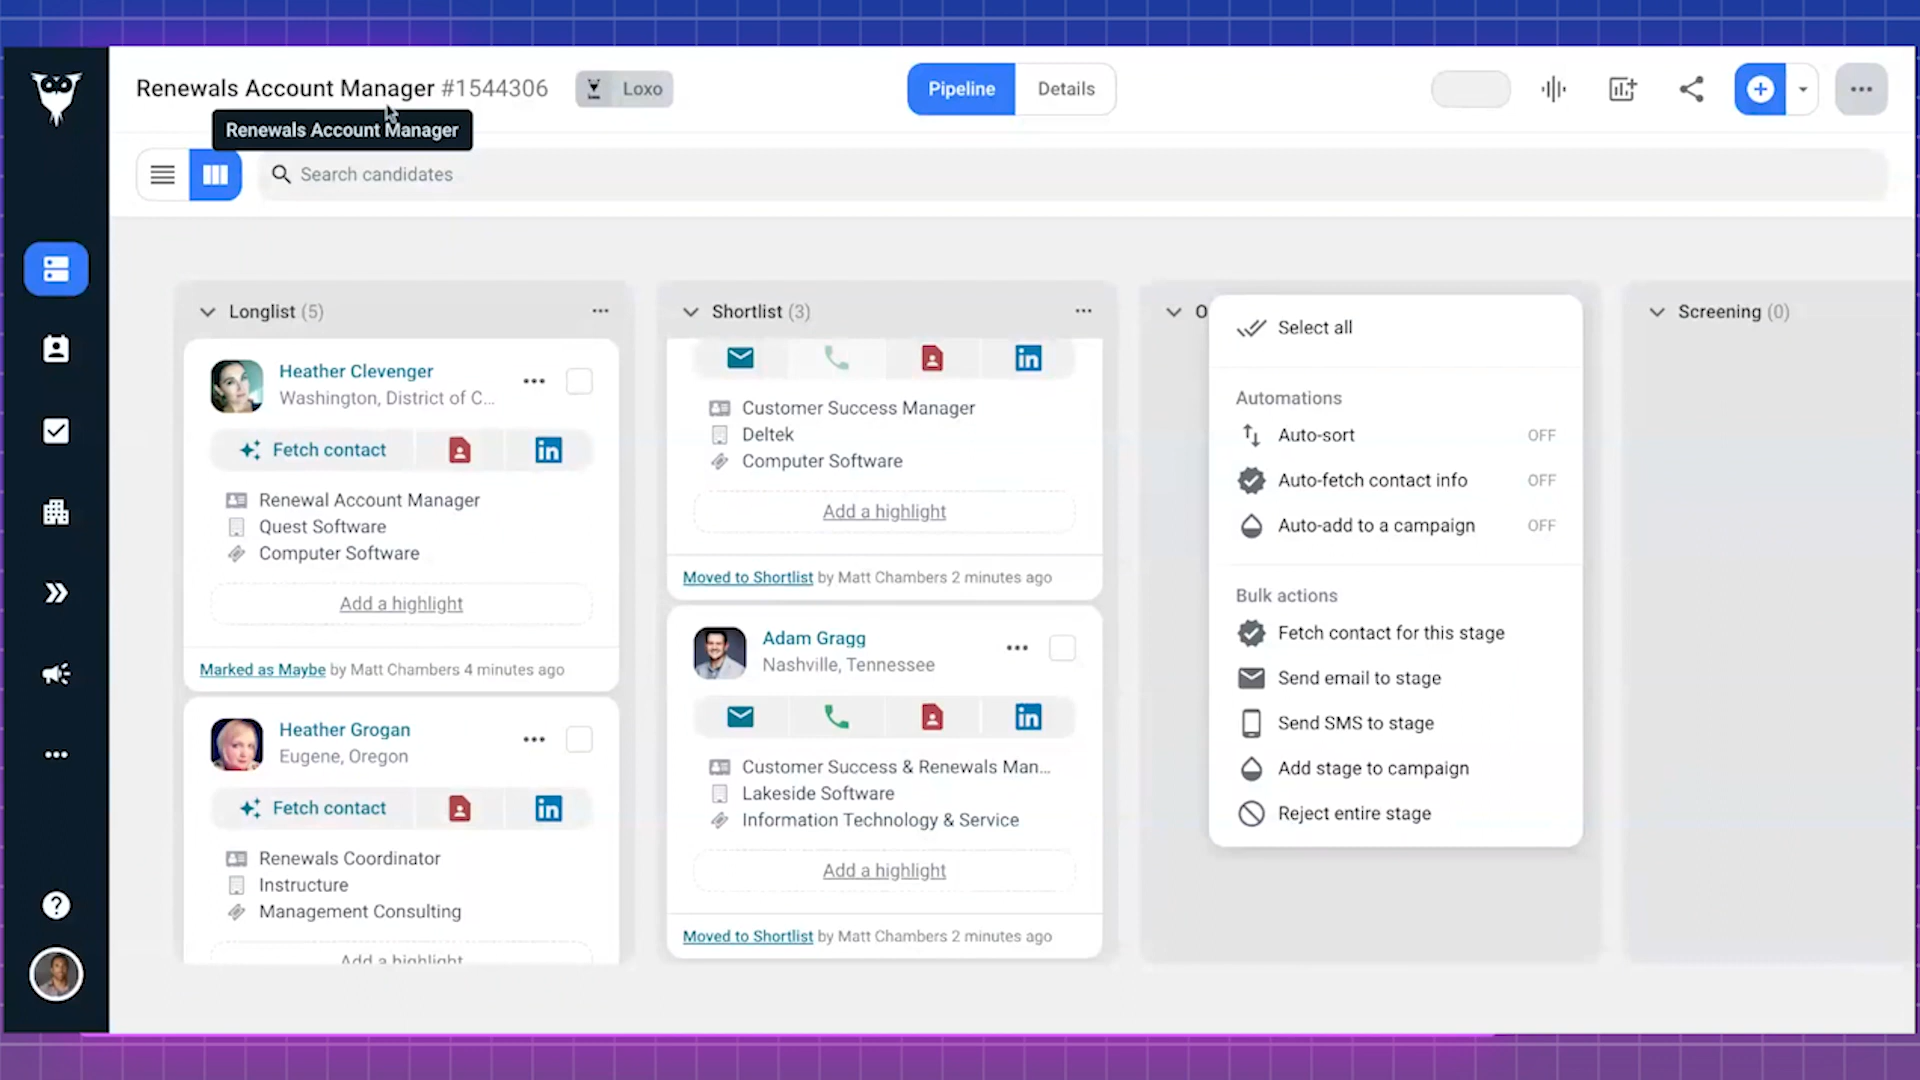 Renewals Account Manager #1544306
Loxo
Pipeline
Details
Renewals Account Manager
Search candidates
Longlist (5)
Heather Clevenger
Washington, District of C...
Fetch contact
Renewal Account Manager
Quest Software
Computer Software
Add a highlight
Marked as Maybe by Matt Chambers 4 minutes ago
Heather Grogan
Eugene, Oregon
Fetch contact
Renewals Coordinator
Instructure
Management Consulting
Add a highlight
Shortlist (3)
Customer Success Manager
Deltek
Computer Software
Add a highlight
Moved to Shortlist by Matt Chambers 2 minutes ago
Adam Gragg
Nashville, Tennessee
Customer Success & Renewals Man...
Lakeside Software
Information Technology & Service
Add a highlight
Moved to Shortlist by Matt Chambers 2 minutes ago
Select all
Automations
Auto-sort OFF
Auto-fetch contact info OFF
Auto-add to a campaign OFF
Bulk actions
Fetch contact for this stage
Send email to stage
Send SMS to stage
Add stage to campaign
Reject entire stage
Screening (0)